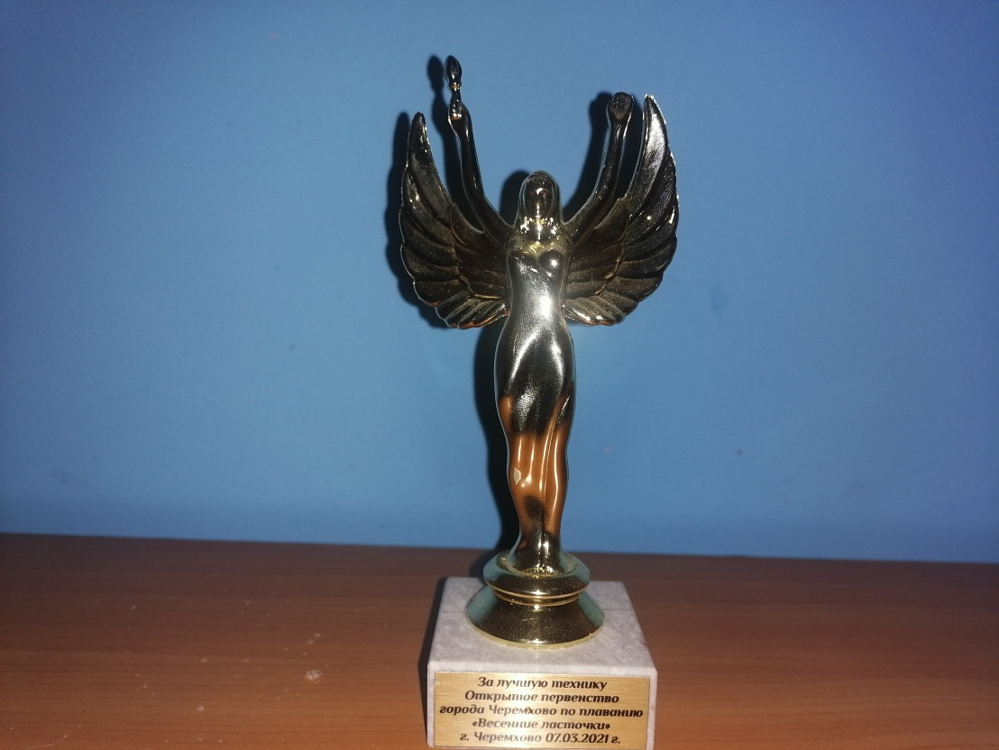 За лучшую технику
Открытое первенство
города Черемхово по плаванию
«Весенние ласточки»
г. Черемхово 07.03.2021 г.